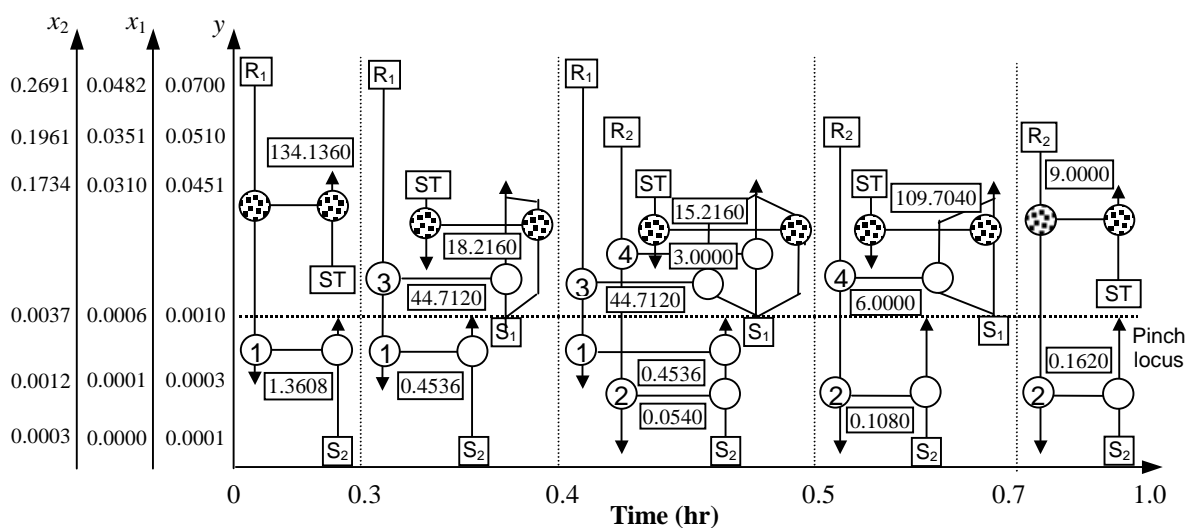 x2 x1 y
R1 R1 R1
0.2691 0.0482 0.0700
R2 R2 R2
0.1961 0.0351 0.0510
134.1360 9.0000
0.1734 0.0310 0.0451
ST ST ST
15.2160 109.7040
18.2160 4 3.0000 4
3 3 ST ST
44.7120 44.7120 6.0000
0.0037 0.0006 0.0010
S1 S1 S1
Pinch
locus
1 1 1
1.3608 0.4536 0.4536 0.1620
0.0012 0.0001 0.0003
2 2 2
0.0540 0.1080
0.0003 0.0000 0.0001
S2 S2 S2 S2 S2
0 0.3 0.4 0.5 0.7 1.0
Time (hr)